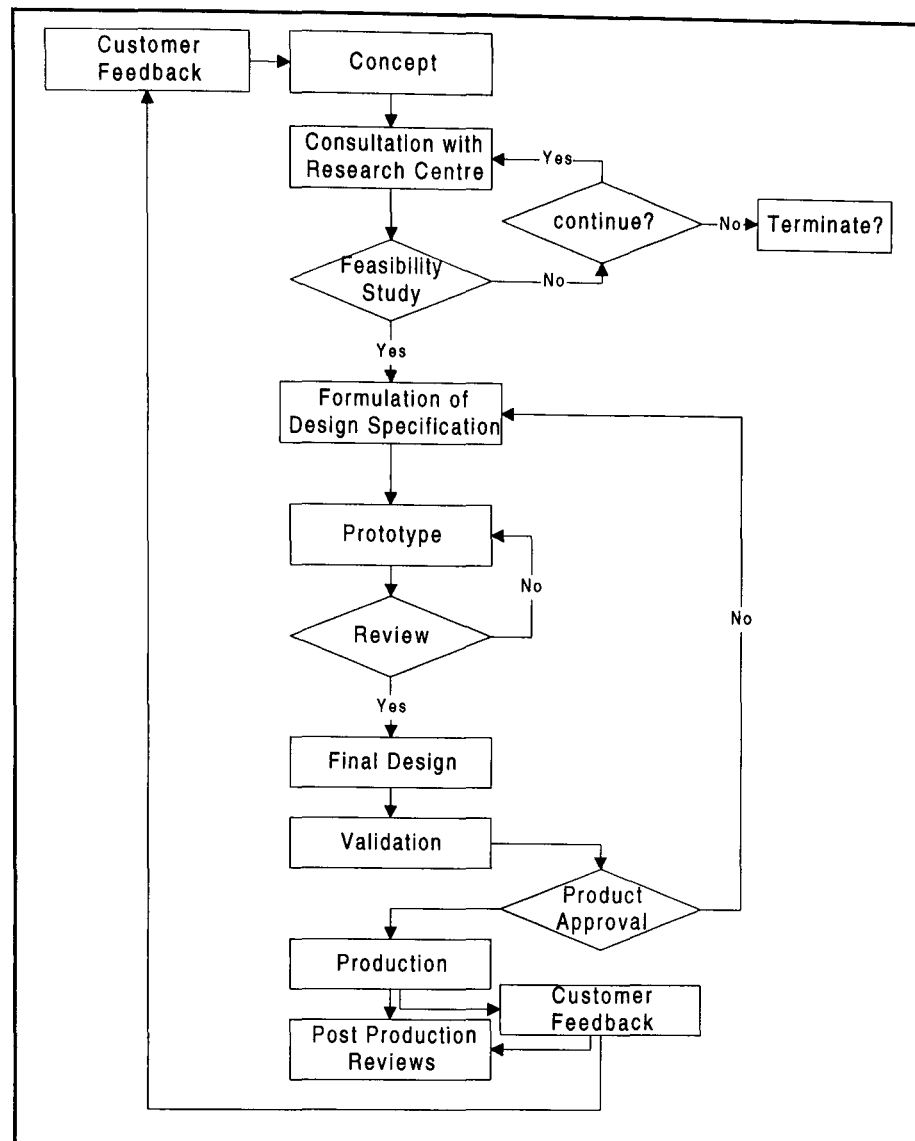 Customer
Feedback
Concept
Consultation with
Research Centre
Yes
continue?
No
Terminate?
Feasibility
Study
No
Yes
Formulation of
Design Specification
Prototype
No
Review
No
Yes
Final Design
Validation
Product
Approval
Production
Customer
Feedback
Post Production
Reviews